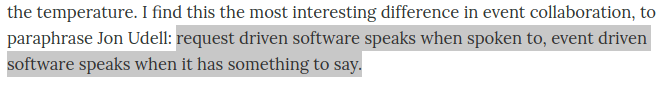 the temperature. I find this the most interesting difference in event collaboration, to
paraphrase Jon Udell: request driven software speaks when spoken to, event driven
software speaks when it has something to say.